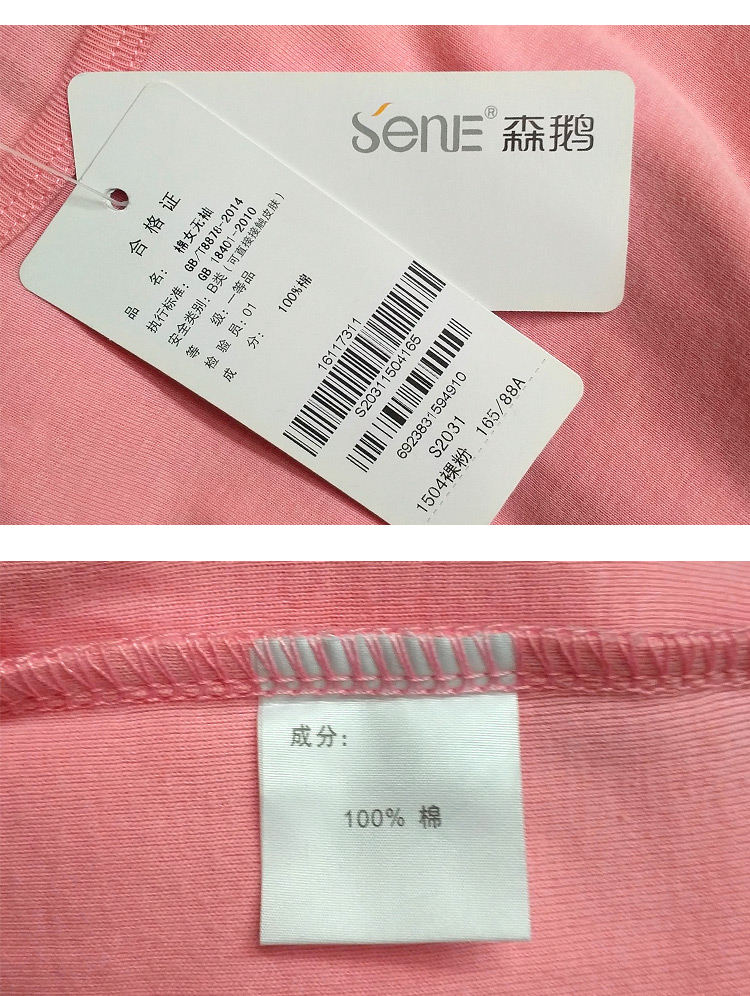 SENE® 森鹅
合格证
品 名: 棉女无袖
执行标准: GB/T8878-2014
GB 18401-2010
安全类别: B类(可直接接触皮肤)
等 级: 一等品
检 验 员: 01
成 分: 100%棉
16117311
S20311504165
6923831594910
S2031
1504裸粉 165/88A
成分:
100% 棉